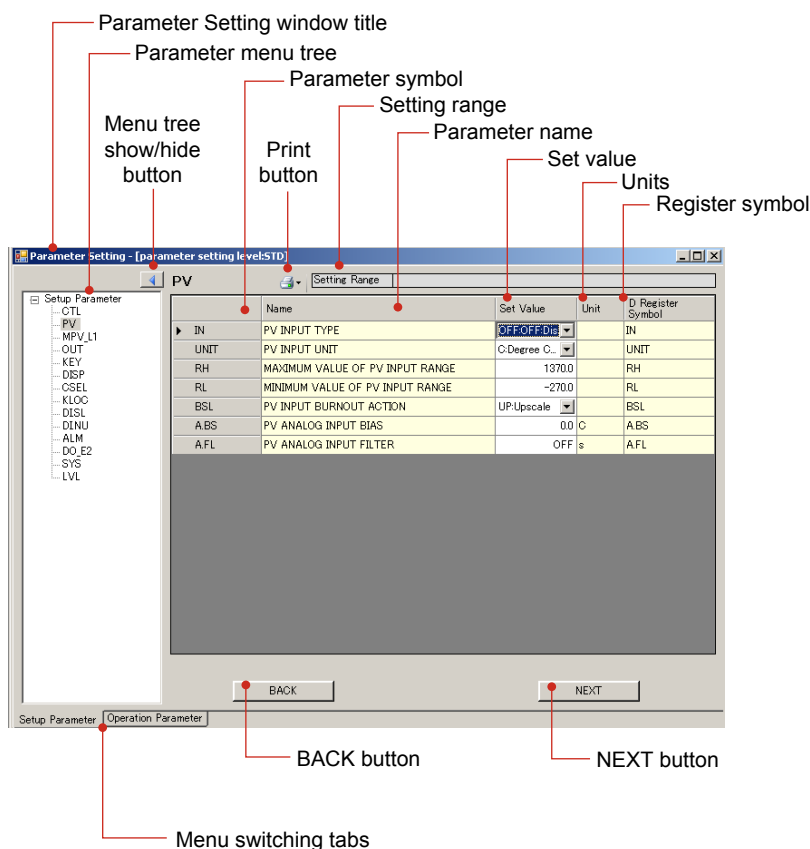 Parameter Setting window title
Parameter menu tree
Parameter symbol
Setting range
Menu tree
show/hide
button
Print
button
Parameter name
Set value
Units
Register symbol
Parameter Setting - [parameter setting level:STD]
PV
Setting Range
Setup Parameter
CTL
PV
MPV_L1
OUT
KEY
DISP
CSEL
KLOC
DISL
DINU
ALM
DO_E2
SYS
LVL
Name Set Value Unit D Register Symbol
IN PV INPUT TYPE OFF:OFF:Dis IN
UNIT PV INPUT UNIT C:Degree C... UNIT
RH MAXIMUM VALUE OF PV INPUT RANGE 1370.0 RH
RL MINIMUM VALUE OF PV INPUT RANGE -270.0 RL
BSL PV INPUT BURNOUT ACTION UP:Upscale BSL
A.BS PV ANALOG INPUT BIAS 0.0 C A.BS
A.FL PV ANALOG INPUT FILTER OFF s A.FL
BACK NEXT
Setup Parameter Operation Parameter
BACK button
NEXT button
Menu switching tabs